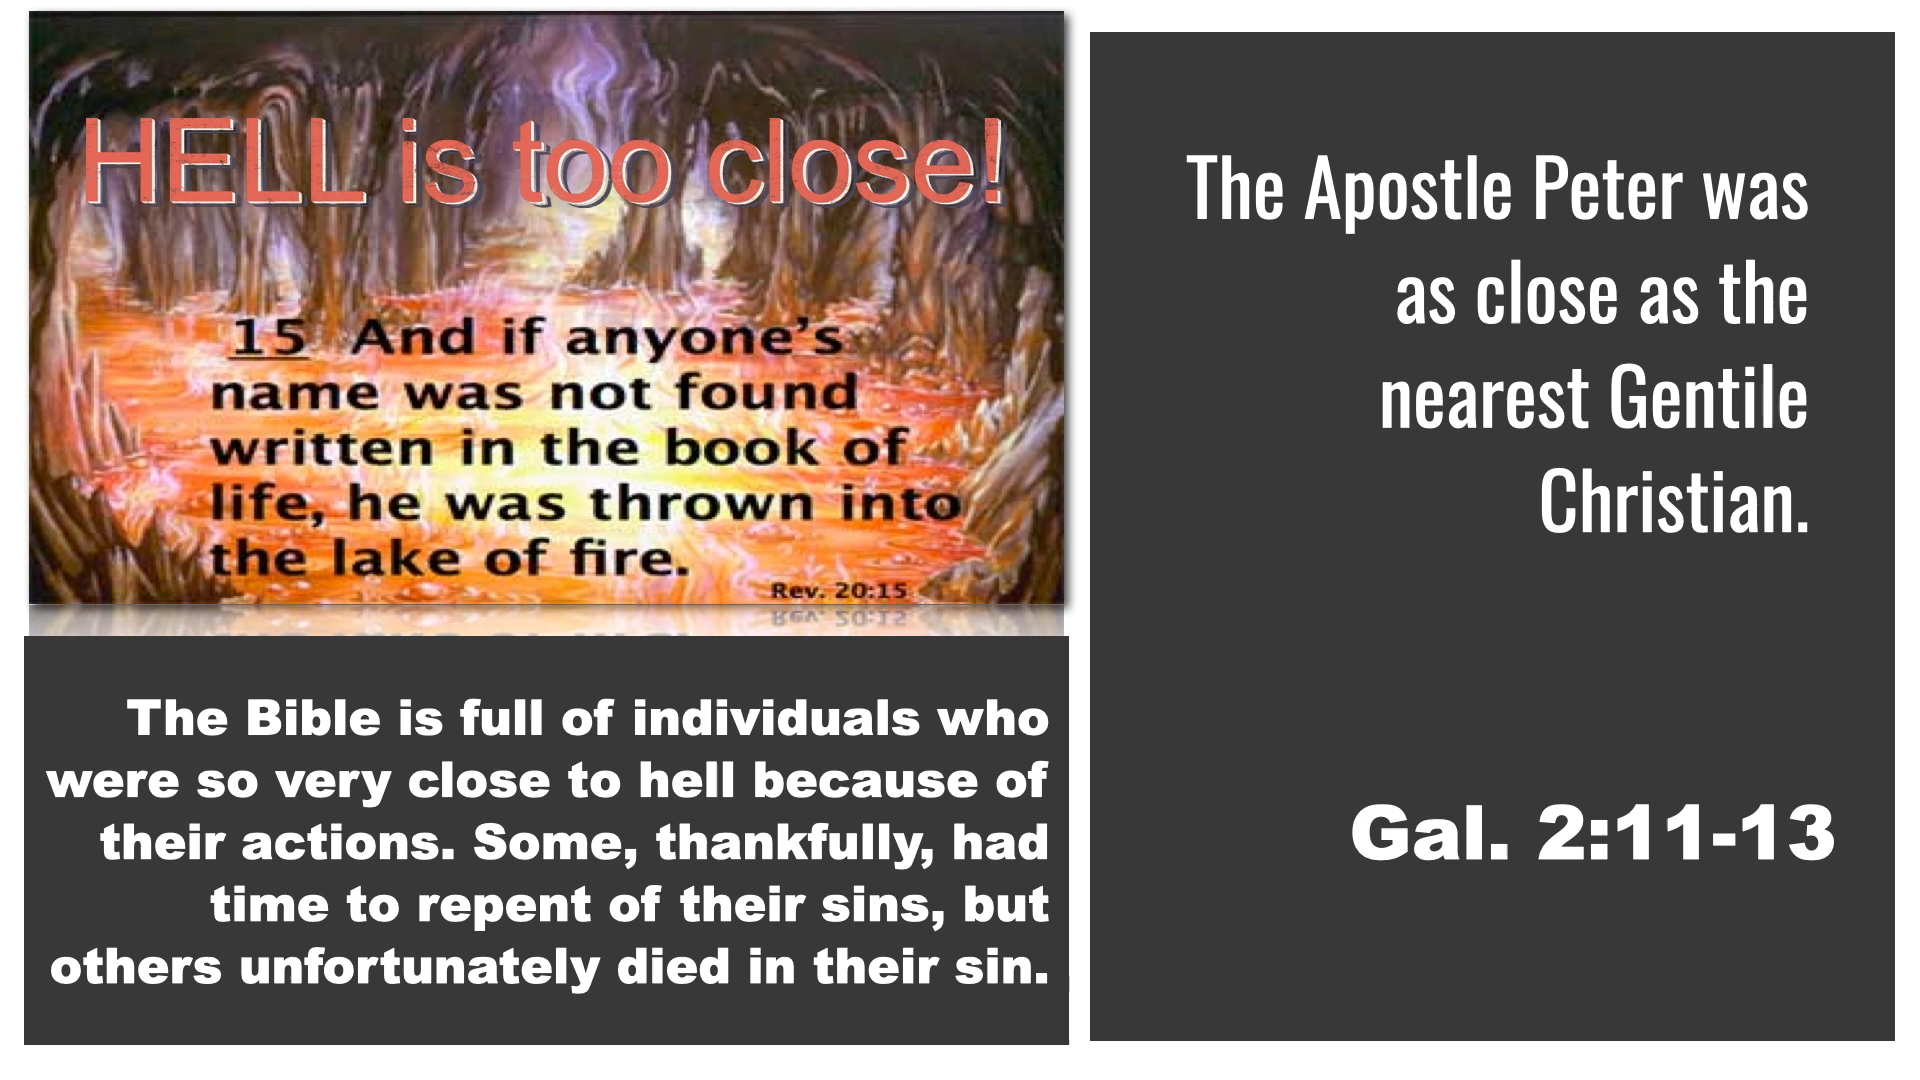 HELL is too close!
15 And if anyone’s
name was not found
written in the book of
life, he was thrown into
the lake of fire.
Rev. 20:15
The Bible is full of individuals who
were so very close to hell because of
their actions. Some, thankfully, had
time to repent of their sins, but
others unfortunately died in their sin.
The Apostle Peter was
as close as the
nearest Gentile
Christian.
Gal. 2:11-13